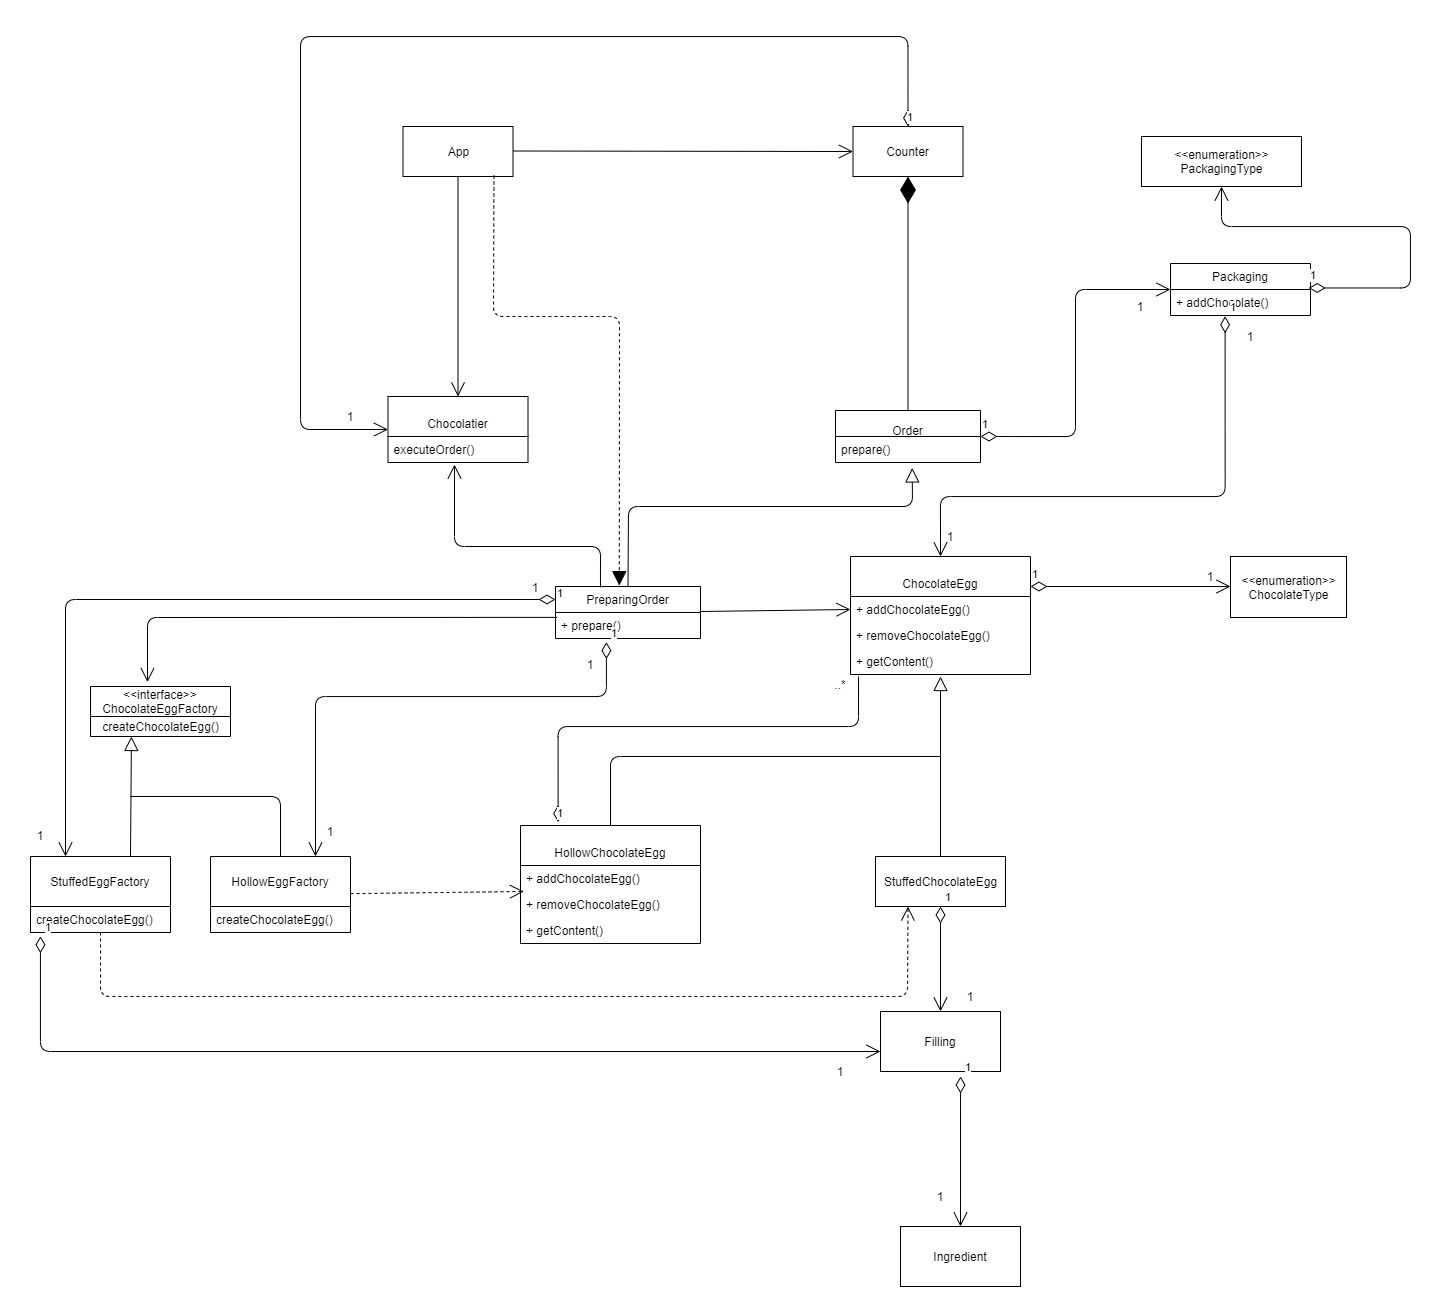 1
App
Counter
<<enumeration>>
PackagingType
Packaging
1
+ addChocolate()
1
1
1
1
Chocolatier
executeOrder()
Order
1
prepare()
1
ChocolateEgg
1
1
<<enumeration>>
ChocolateType
+ addChocolateEgg()
+ removeChocolateEgg()
+ getContent()
..*
1
1
PreparingOrder
+ prepare()
1
1
<<interface>>
ChocolateEggFactory
createChocolateEgg()
1
1
1
StuffedEggFactory
createChocolateEgg()
1
HollowEggFactory
createChocolateEgg()
HollowChocolateEgg
+ addChocolateEgg()
+ removeChocolateEgg()
+ getContent()
StuffedChocolateEgg
1
1
Filling
1
1
1
Ingredient